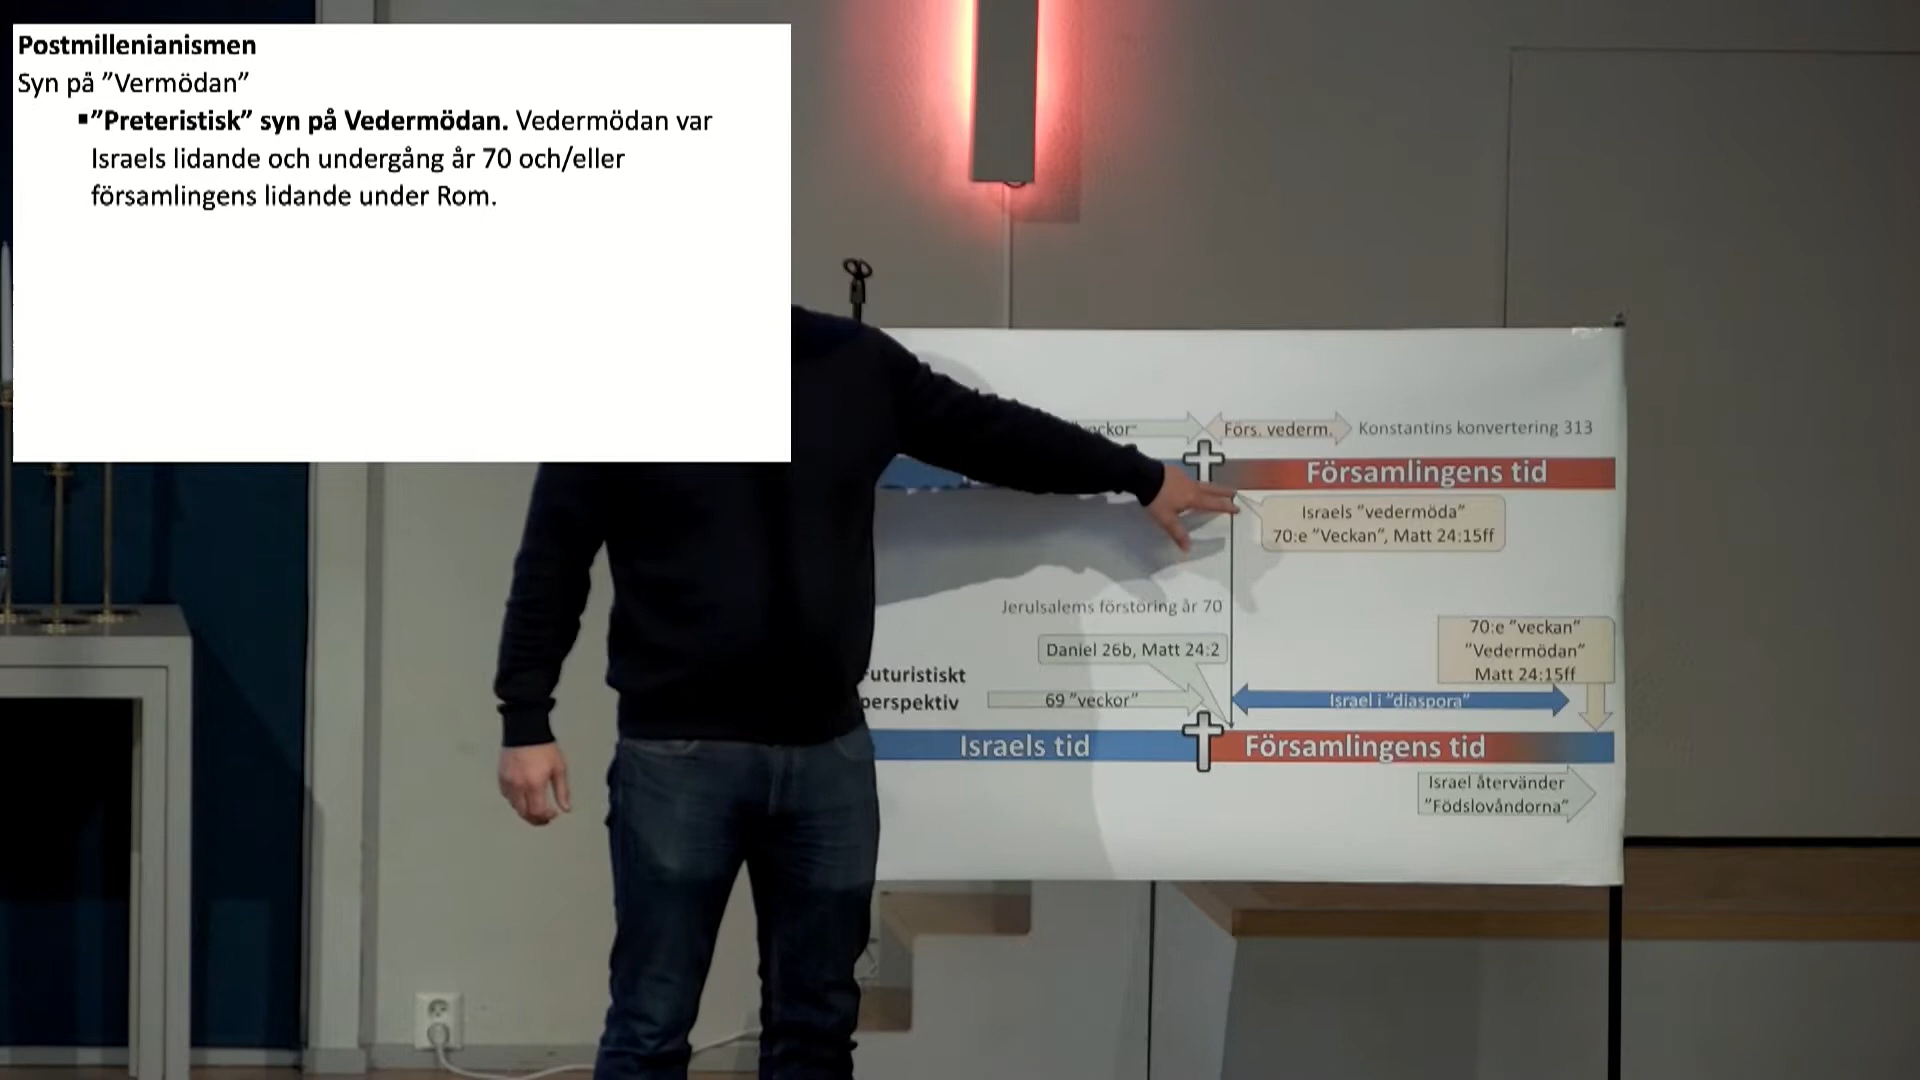 Postmillenianismen
Syn på ”Vermödan”
▪”Preteristisk” syn på Vedermödan. Vedermödan var
Israels lidande och undergång år 70 och/eller
församlingens lidande under Rom.
Förs. vederm. Konstantins konvertering 313
Församlingens tid
Israels ”vedermöda”
70:e ”Veckan”, Matt 24:15ff
Jerulsalems förstöring år 70
Daniel 26b, Matt 24:2
70:e ”veckan”
”Vedermödan”
Matt 24:15ff
perspektiv
69 ”veckor”
Israel i ”diaspora”
Israels tid
Församlingens tid
Israel återvänder
”Födslovåndorna”